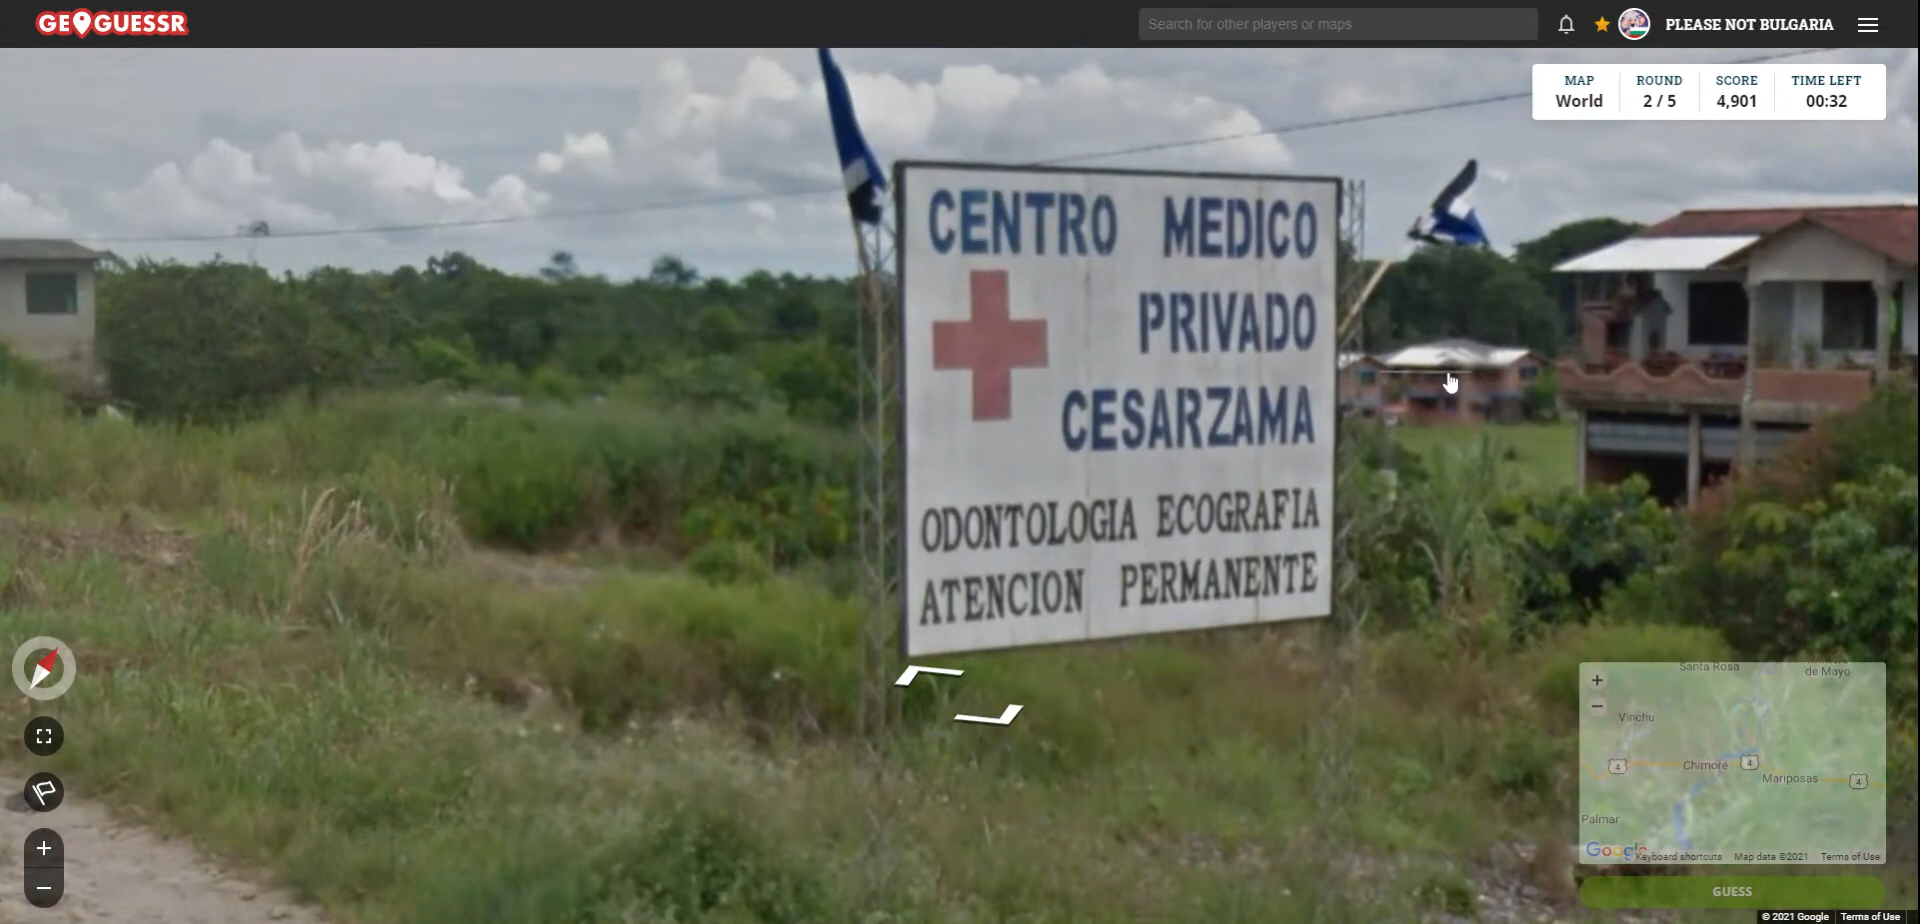 GEOGUESSR
Search for other players or maps
PLEASE NOT BULGARIA
MAP
World
ROUND
2 / 5
SCORE
4,901
TIME LEFT
00:32
CENTRO MEDICO
PRIVADO
CESARZAMA
ODONTOLOGIA ECOGRAFIA
ATENCION PERMANENTE
Santa Rosa
de Mayo
Vinchu
4
Chimoré
4
Mariposas
4
Palmar
Google
Keyboard shortcuts
Map data ©2021
Terms of Use
GUESS
© 2021 Google
Terms of Use